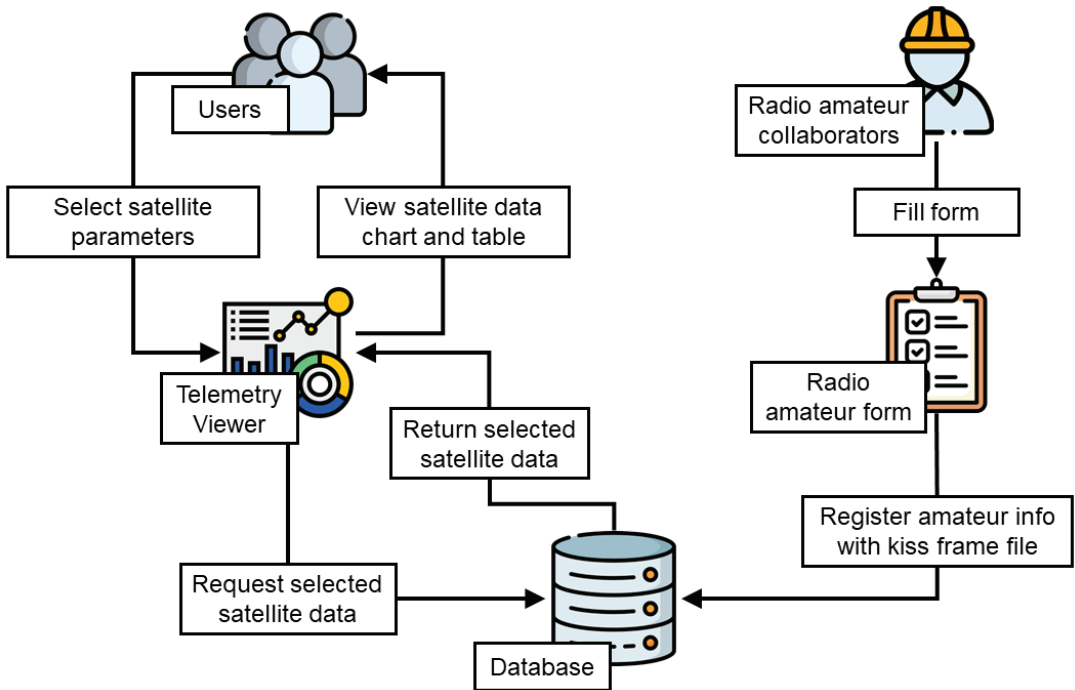 Users
Radio amateur
collaborators
Select satellite
parameters
View satellite data
chart and table
Fill form
Telemetry
Viewer
Radio
amateur form
Return selected
satellite data
Register amateur info
with kiss frame file
Request selected
satellite data
Database